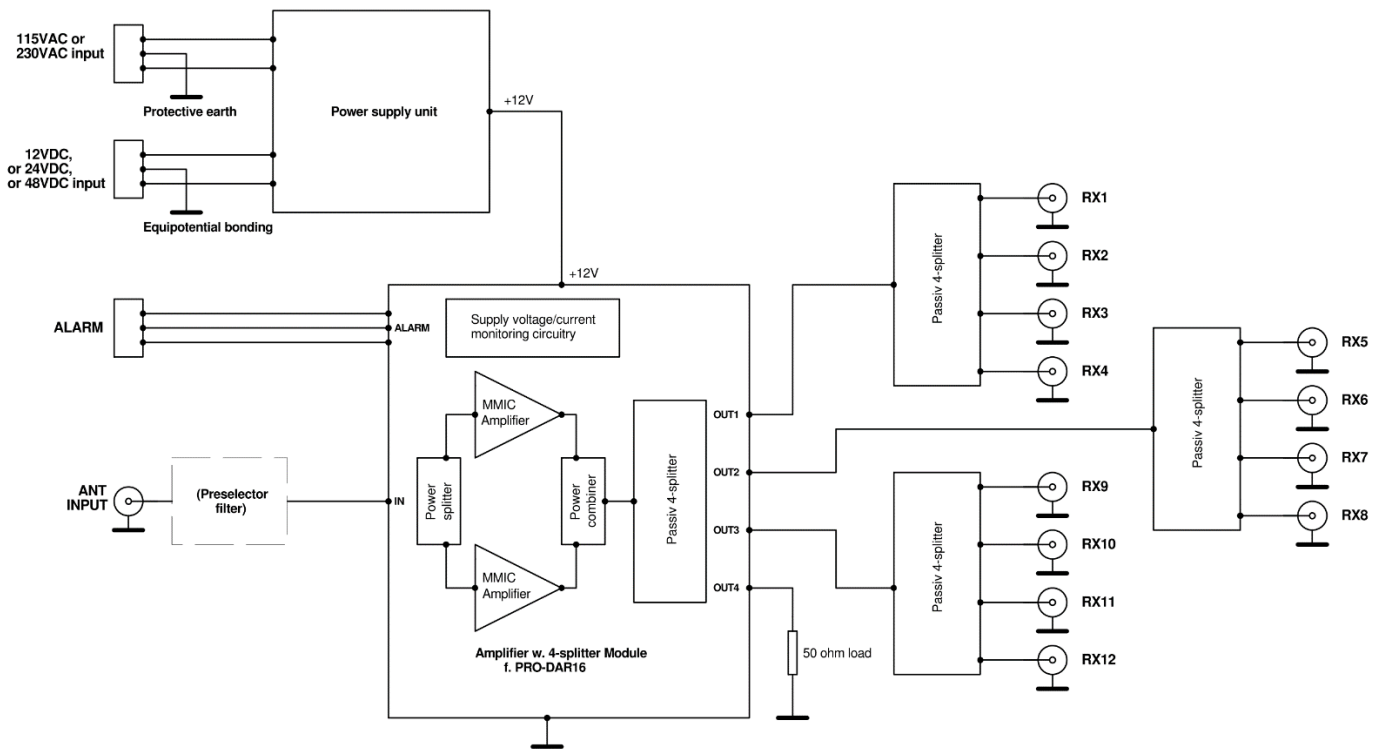 115VAC or
230VAC input
Protective earth
Power supply unit
+12V
12VDC,
or 24VDC,
or 48VDC input
Equipotential bonding
+12V
ALARM
ALARM
Supply voltage/current
monitoring circuitry
ANT
INPUT
(Preselector
filter)
IN
Power
splitter
MMIC
Amplifier
MMIC
Amplifier
Power
combiner
Passiv 4-splitter
OUT1
OUT2
OUT3
OUT4
Amplifier w. 4-splitter Module
f. PRO-DAR16
50 ohm load
Passiv 4-splitter
RX1
RX2
RX3
RX4
Passiv 4-splitter
RX5
RX6
RX7
RX8
Passiv 4-splitter
RX9
RX10
RX11
RX12